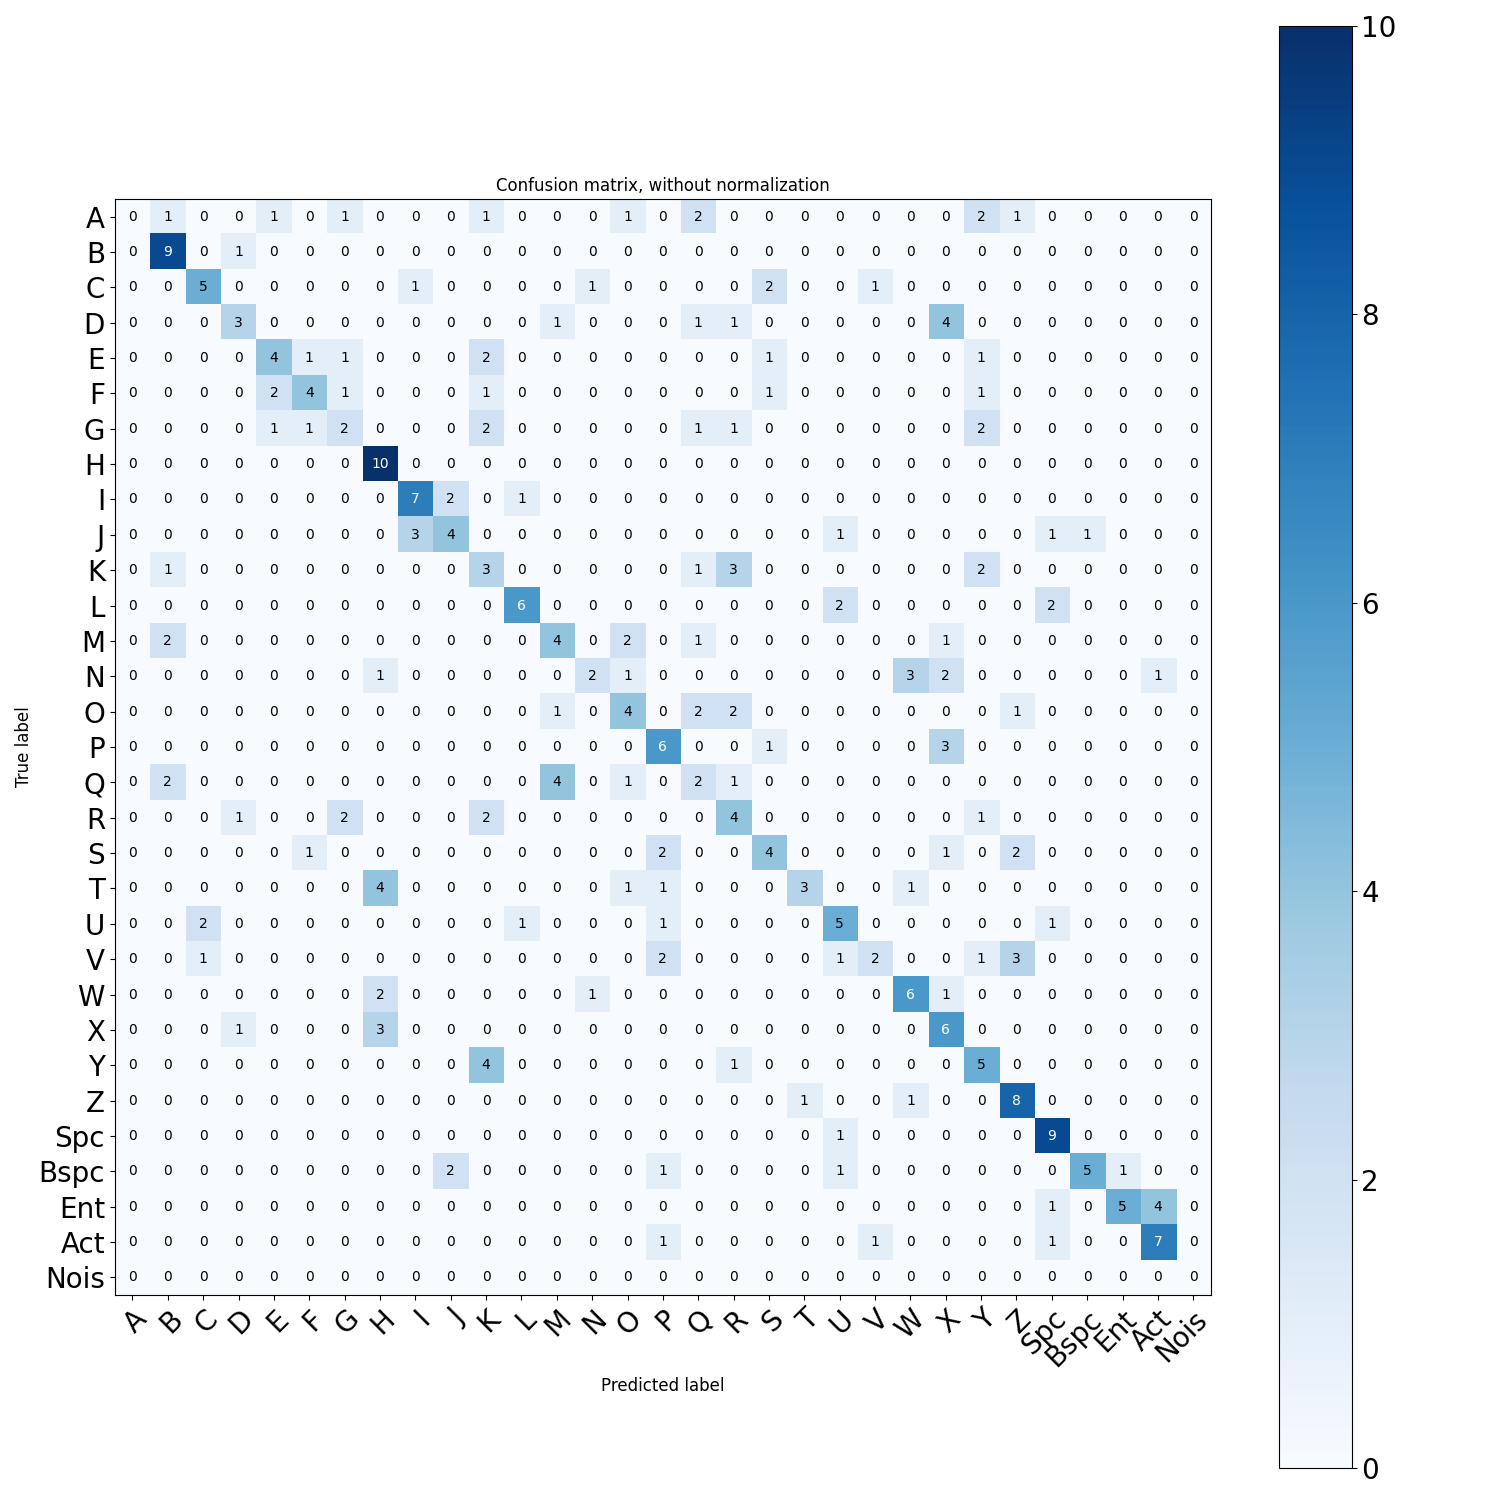 Confusion matrix, without normalization
A 0 1 0 0 1 0 1 0 0 0 1 0 0 0 1 0 2 0 0 0 0 0 0 0 2 1 0 0 0 0 0
B 0 9 0 1 0 0 0 0 0 0 0 0 0 0 0 0 0 0 0 0 0 0 0 0 0 0 0 0 0 0 0
C 0 0 5 0 0 0 0 0 1 0 0 0 0 1 0 0 0 0 2 0 0 1 0 0 0 0 0 0 0 0 0
D 0 0 0 3 0 0 0 0 0 0 0 0 1 0 0 0 1 1 0 0 0 0 0 4 0 0 0 0 0 0 0
E 0 0 0 0 4 1 1 0 0 0 2 0 0 0 0 0 0 0 1 0 0 0 0 0 1 0 0 0 0 0 0
F 0 0 0 0 2 4 1 0 0 0 1 0 0 0 0 0 0 0 1 0 0 0 0 0 1 0 0 0 0 0 0
G 0 0 0 0 1 1 2 0 0 0 2 0 0 0 0 0 1 1 0 0 0 0 0 0 2 0 0 0 0 0 0
H 0 0 0 0 0 0 0 10 0 0 0 0 0 0 0 0 0 0 0 0 0 0 0 0 0 0 0 0 0 0 0
I 0 0 0 0 0 0 0 0 7 2 0 1 0 0 0 0 0 0 0 0 0 0 0 0 0 0 0 0 0 0 0
J 0 0 0 0 0 0 0 0 3 4 0 0 0 0 0 0 0 0 0 0 1 0 0 0 0 0 1 1 0 0 0
K 0 1 0 0 0 0 0 0 0 0 3 0 0 0 0 0 1 3 0 0 0 0 0 0 2 0 0 0 0 0 0
L 0 0 0 0 0 0 0 0 0 0 0 6 0 0 0 0 0 0 0 0 2 0 0 0 0 0 2 0 0 0 0
M 0 2 0 0 0 0 0 0 0 0 0 0 4 0 2 0 1 0 0 0 0 0 0 1 0 0 0 0 0 0 0
N 0 0 0 0 0 0 0 1 0 0 0 0 0 2 1 0 0 0 0 0 0 0 3 2 0 0 0 0 0 1 0
O 0 0 0 0 0 0 0 0 0 0 0 0 1 0 4 0 2 2 0 0 0 0 0 0 0 1 0 0 0 0 0
P 0 0 0 0 0 0 0 0 0 0 0 0 0 0 0 6 0 0 1 0 0 0 0 3 0 0 0 0 0 0 0
Q 0 2 0 0 0 0 0 0 0 0 0 0 4 0 1 0 2 1 0 0 0 0 0 0 0 0 0 0 0 0 0
R 0 0 0 1 0 0 2 0 0 0 2 0 0 0 0 0 0 4 0 0 0 0 0 0 1 0 0 0 0 0 0
S 0 0 0 0 0 1 0 0 0 0 0 0 0 0 0 2 0 0 4 0 0 0 0 1 0 2 0 0 0 0 0
T 0 0 0 0 0 0 0 4 0 0 0 0 0 0 1 1 0 0 0 3 0 0 1 0 0 0 0 0 0 0 0
U 0 0 2 0 0 0 0 0 0 0 0 1 0 0 0 1 0 0 0 0 5 0 0 0 0 0 1 0 0 0 0
V 0 0 1 0 0 0 0 0 0 0 0 0 0 0 0 2 0 0 0 0 1 2 0 0 1 3 0 0 0 0 0
W 0 0 0 0 0 0 0 2 0 0 0 0 0 1 0 0 0 0 0 0 0 0 6 1 0 0 0 0 0 0 0
X 0 0 0 1 0 0 0 3 0 0 0 0 0 0 0 0 0 0 0 0 0 0 0 6 0 0 0 0 0 0 0
Y 0 0 0 0 0 0 0 0 0 0 4 0 0 0 0 0 0 1 0 0 0 0 0 0 5 0 0 0 0 0 0
Z 0 0 0 0 0 0 0 0 0 0 0 0 0 0 0 0 0 0 0 1 0 0 1 0 0 8 0 0 0 0 0
Spc 0 0 0 0 0 0 0 0 0 0 0 0 0 0 0 0 0 0 0 0 1 0 0 0 0 0 9 0 0 0 0
Bspc 0 0 0 0 0 0 0 0 0 2 0 0 0 0 0 1 0 0 0 0 1 0 0 0 0 0 0 5 1 0 0
Ent 0 0 0 0 0 0 0 0 0 0 0 0 0 0 0 0 0 0 0 0 0 0 0 0 0 0 1 0 5 4 0
Act 0 0 0 0 0 0 0 0 0 0 0 0 0 0 0 1 0 0 0 0 0 1 0 0 0 0 1 0 0 7 0
Nois 0 0 0 0 0 0 0 0 0 0 0 0 0 0 0 0 0 0 0 0 0 0 0 0 0 0 0 0 0 0 0
A B C D E F G H I J K L M N O P Q R S T U V W X Y Z Spc Bspc Ent Act Nois
Predicted label
True label
10
8
6
4
2
0